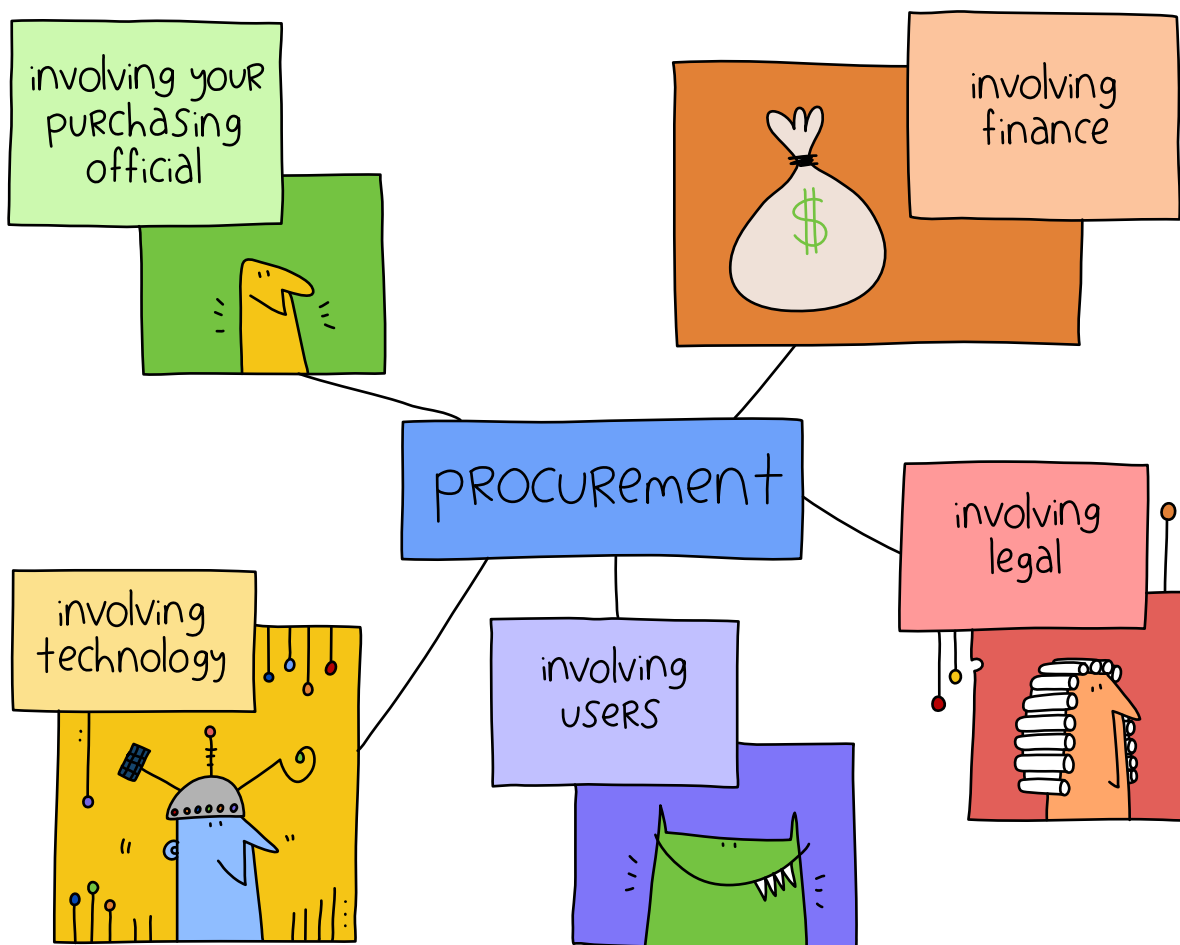 involving your
purchasing
official
involving
finance
$
procurement
involving
legal
involving
technology
involving
users